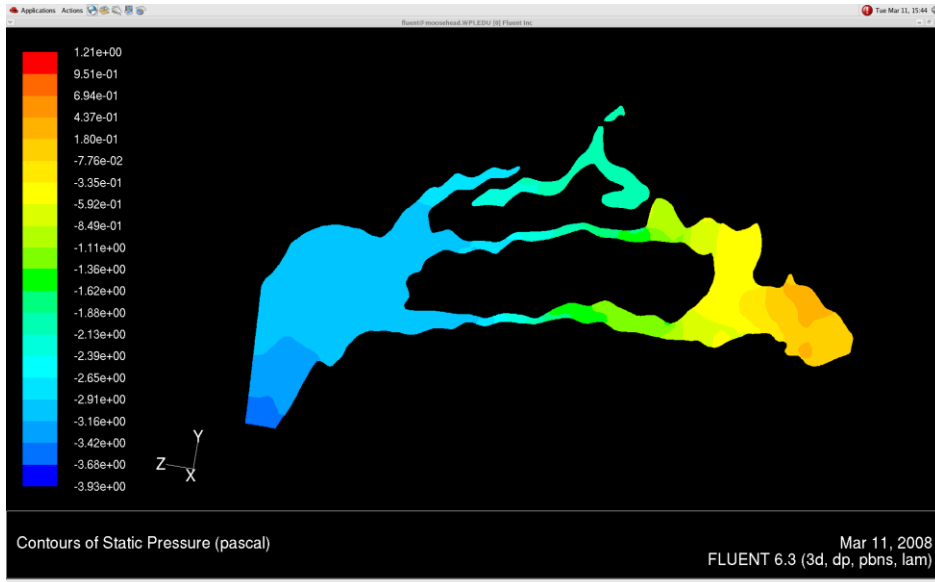 Applications Actions
Tue Mar 11, 15:44
fluent@moosehead.WPI.EDU [0] Fluent Inc
1.21e+00
9.51e-01
6.94e-01
4.37e-01
1.80e-01
-7.76e-02
-3.35e-01
-5.92e-01
-8.49e-01
-1.11e+00
-1.36e+00
-1.62e+00
-1.88e+00
-2.13e+00
-2.39e+00
-2.65e+00
-2.91e+00
-3.16e+00
-3.42e+00
-3.68e+00
-3.93e+00
Y
Z
X
Contours of Static Pressure (pascal)
Mar 11, 2008
FLUENT 6.3 (3d, dp, pbns, lam)